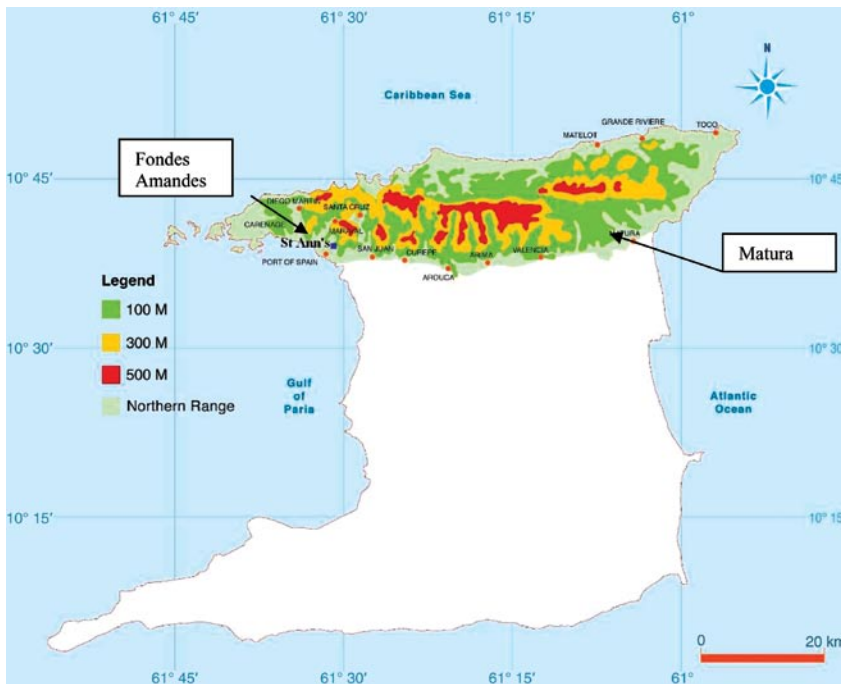 61° 45′ 61° 30′ 61° 15′ 61°
N
Caribbean Sea
GRANDE RIVIERE
TOCO
MATELOT
Fondes
Amandes
10° 45′
10° 45′
DIEGO MARTIN
SANTA CRUZ
CARENAGE
MARAVAL
St Ann's
MATURA
Matura
SAN JUAN
CUREPE
ARIMA
VALENCIA
PORT OF SPAIN
AROUCA
Legend
100 M
300 M
500 M
Northern Range
10° 30′
10° 30′
Gulf
of
Paria
Atlantic
Ocean
10° 15′
10° 15′
0 20 km
61° 45′ 61° 30′ 61° 15′ 61°